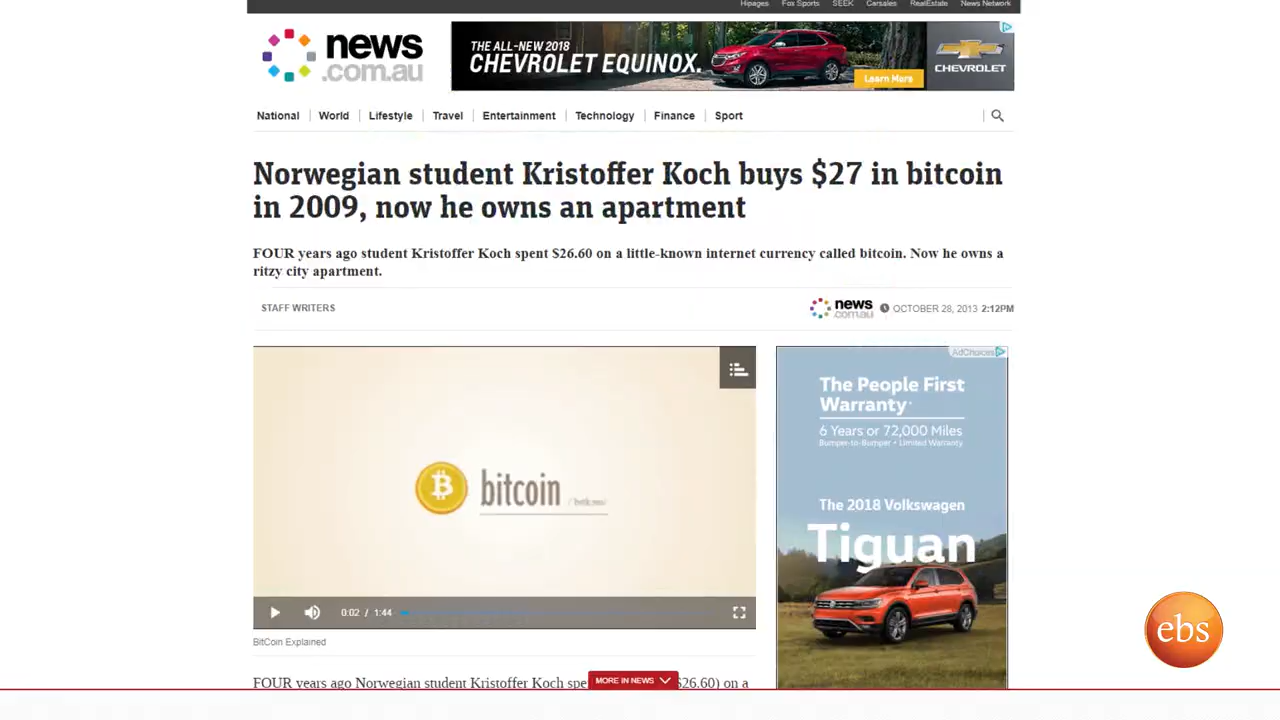 Hipages Fox Sports SEEK Carsales RealEstate News Network
news
.com.au
THE ALL-NEW 2018
CHEVROLET EQUINOX.
Learn More
CHEVROLET
National World Lifestyle Travel Entertainment Technology Finance Sport
Norwegian student Kristoffer Koch buys $27 in bitcoin
in 2009, now he owns an apartment
FOUR years ago student Kristoffer Koch spent $26.60 on a little-known internet currency called bitcoin. Now he owns a
ritzy city apartment.
STAFF WRITERS
news
.com.au
OCTOBER 28, 2013 2:12PM
bitcoin
0:02 / 1:44
BitCoin Explained
AdChoices
The People First
Warranty
6 Years or 72,000 Miles
Bumper-to-Bumper • Limited Warranty
The 2018 Volkswagen
Tiguan
ebs
FOUR years ago Norwegian student Kristoffer Koch spe $26.60) on a
MORE IN NEWS